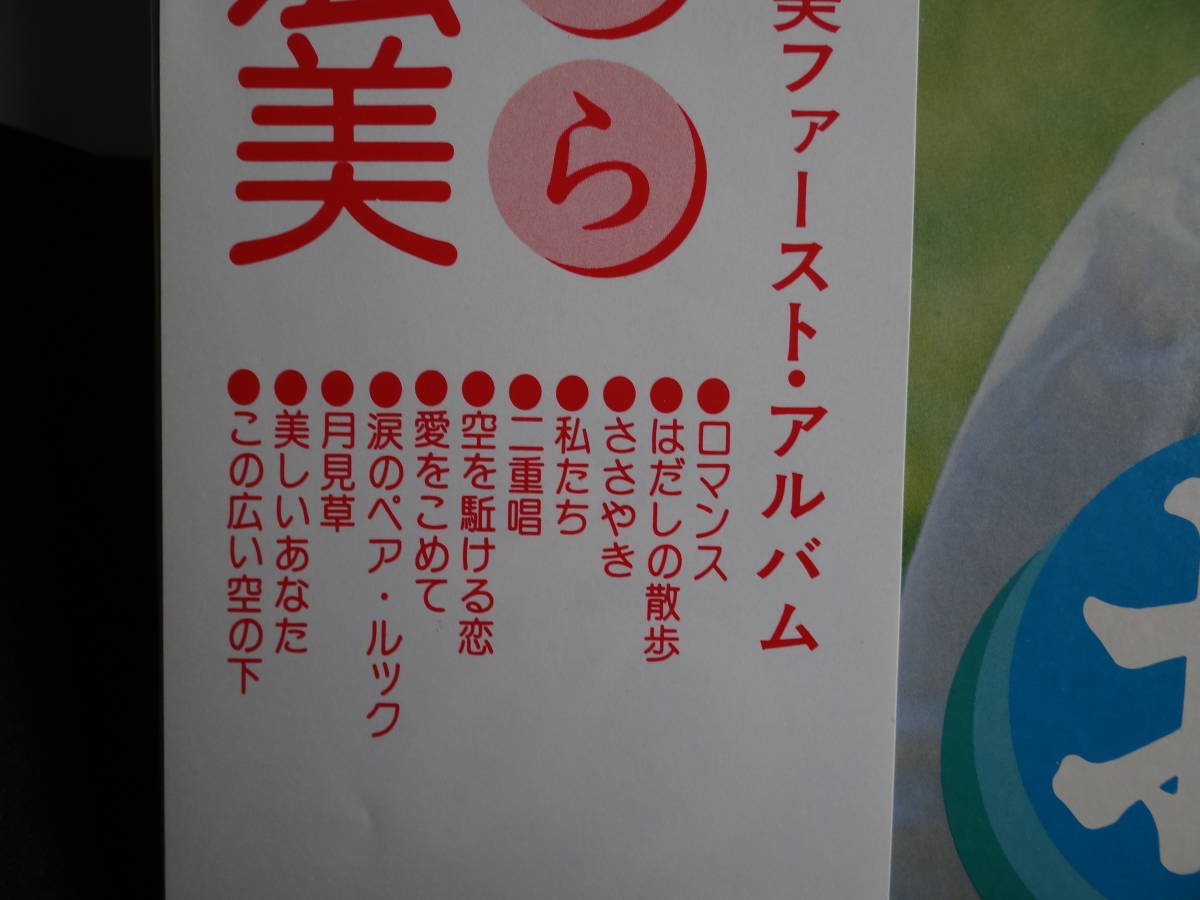 美ファースト・アルバム
ら
美
●ロマンス
●はだしの散歩
●ささやき
●私たち
●二重唱
●空を駈ける恋
●愛をこめて
●涙のペア・ルック
●月見草
●美しいあなた
●この広い空の下